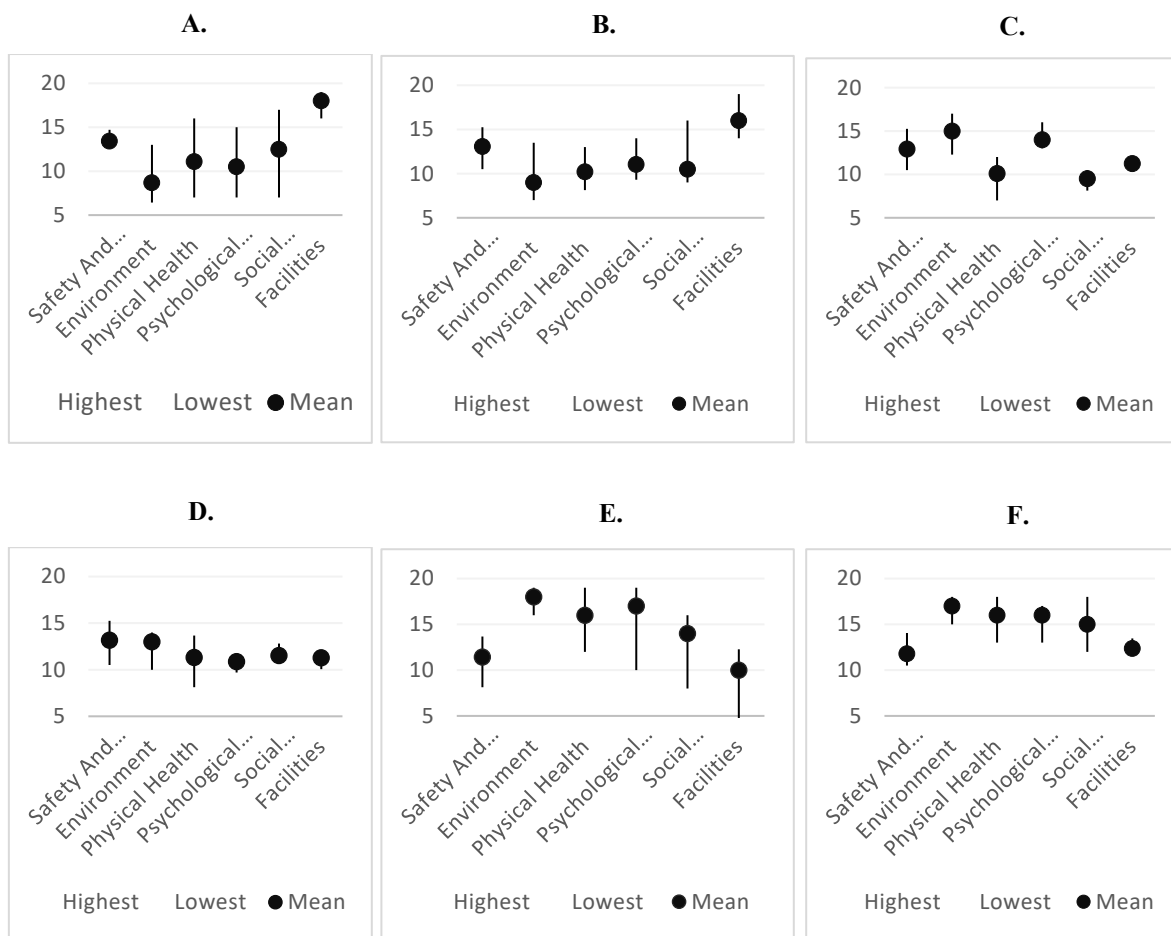 A.
20
15
10
5
Safety And...
Environment
Physical Health
Psychological...
Social...
Facilities
Highest Lowest Mean
B.
20
15
10
5
Safety And...
Environment
Physical Health
Psychological...
Social...
Facilities
Highest Lowest Mean
C.
20
15
10
5
Safety And...
Environment
Physical Health
Psychological...
Social...
Facilities
Highest Lowest Mean
D.
20
15
10
5
Safety And...
Environment
Physical Health
Psychological...
Social...
Facilities
Highest Lowest Mean
E.
20
15
10
5
Safety And...
Environment
Physical Health
Psychological...
Social...
Facilities
Highest Lowest Mean
F.
20
15
10
5
Safety And...
Environment
Physical Health
Psychological...
Social...
Facilities
Highest Lowest Mean